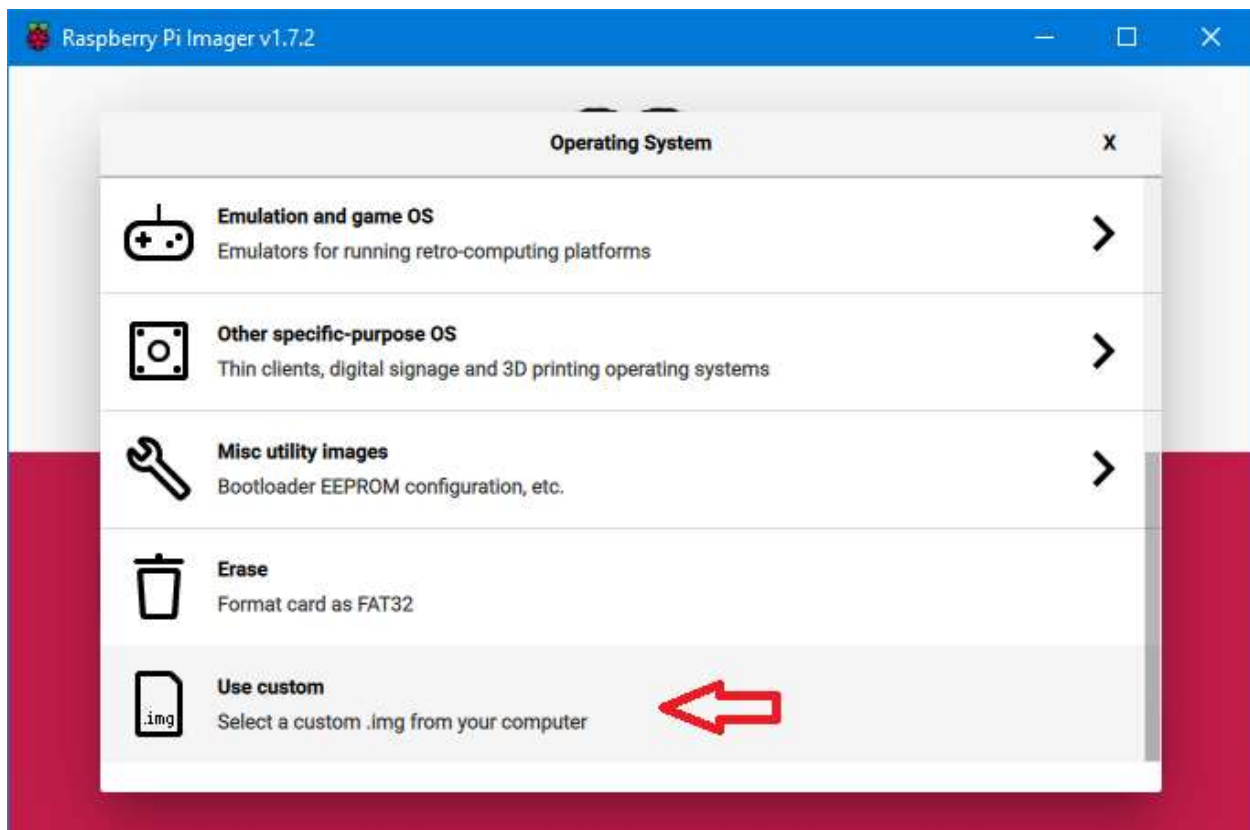 Raspberry Pi Imager v1.7.2
Operating System
X
Emulation and game OS
Emulators for running retro-computing platforms
Other specific-purpose OS
Thin clients, digital signage and 3D printing operating systems
Misc utility images
Bootloader EEPROM configuration, etc.
Erase
Format card as FAT32
.img
Use custom
Select a custom .img from your computer